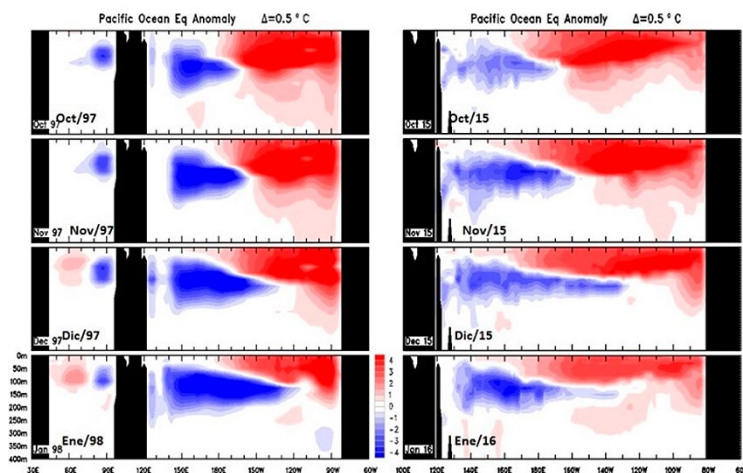 Pacific Ocean Eq Anomaly Δ=0.5 ° C
Pacific Ocean Eq Anomaly Δ=0.5 ° C
Oct 97
Oct/97
Oct 15
Oct/15
Nov 97
Nov/97
Nov 15
Nov/15
Dec 97
Dic/97
Dec 15
Dic/15
0m
50m
100m
150m
200m
250m
300m
350m
400m
Jan 98
Ene/98
4
3
2
1
0
-1
-2
-3
-4
Jan 16
Ene/16
30E 60E 90E 120E 150E 180E 150W 120W 90W 60W
100E 120E 140E 160E 180E 160W 140W 120W 100W 80W 60W